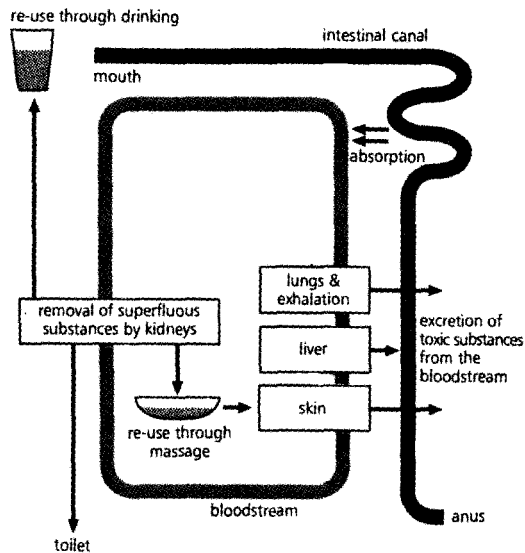 re-use through drinking
intestinal canal
mouth
absorption
lungs &
exhalation
removal of superfluous
substances by kidneys
excretion of
toxic substances
from the
bloodstream
liver
skin
re-use through
massage
bloodstream
anus
toilet